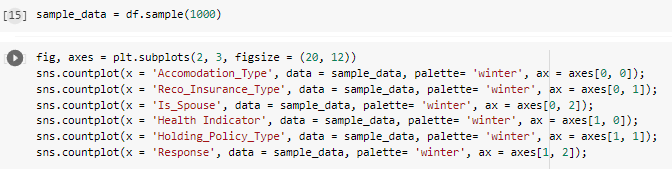 [15] sample_data = df.sample(1000)
fig, axes = plt.subplots(2, 3, figsize = (20, 12))
sns.countplot(x = 'Accomodation_Type', data = sample_data, palette= 'winter', ax = axes[0, 0]);
sns.countplot(x = 'Reco_Insurance_Type', data = sample_data, palette= 'winter', ax = axes[0, 1]);
sns.countplot(x = 'Is_Spouse', data = sample_data, palette= 'winter', ax = axes[0, 2]);
sns.countplot(x = 'Health Indicator', data = sample_data, palette= 'winter', ax = axes[1, 0]);
sns.countplot(x = 'Holding_Policy_Type', data = sample_data, palette= 'winter', ax = axes[1, 1]);
sns.countplot(x = 'Response', data = sample_data, palette= 'winter', ax = axes[1, 2]);